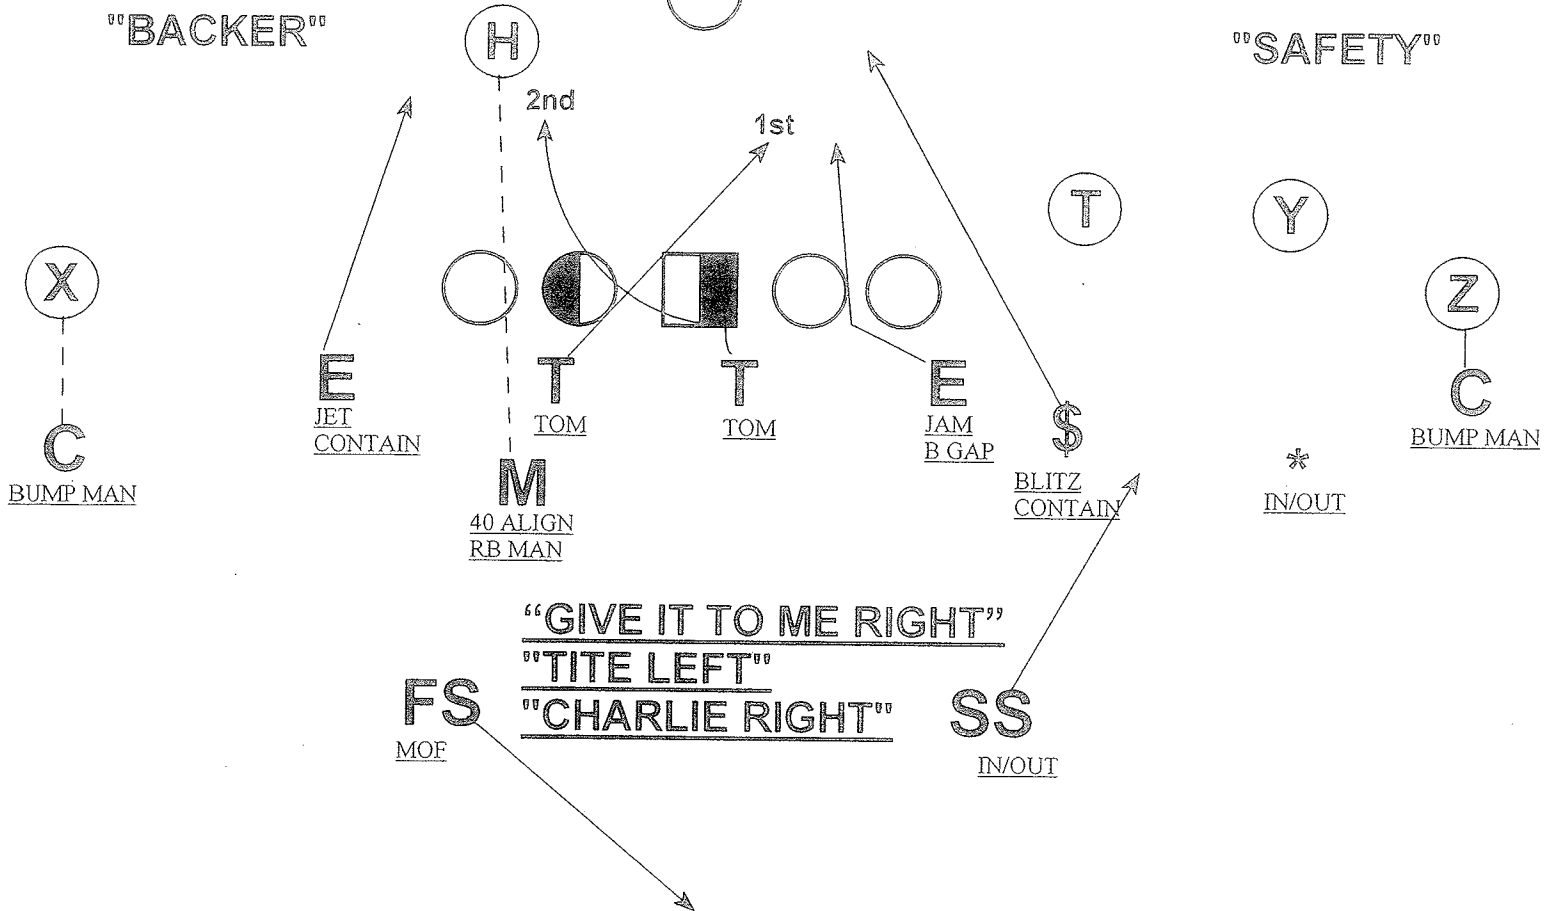 "BACKER"
H
"SAFETY"
2nd
1st
T
Y
X
Z
E
JET
CONTAIN
T
TOM
T
TOM
E
JAM
B GAP
$
BLITZ
CONTAIN
*
IN/OUT
C
BUMP MAN
C
BUMP MAN
M
40 ALIGN
RB MAN
“GIVE IT TO ME RIGHT”
"TITE LEFT"
"CHARLIE RIGHT"
FS
MOF
SS
IN/OUT